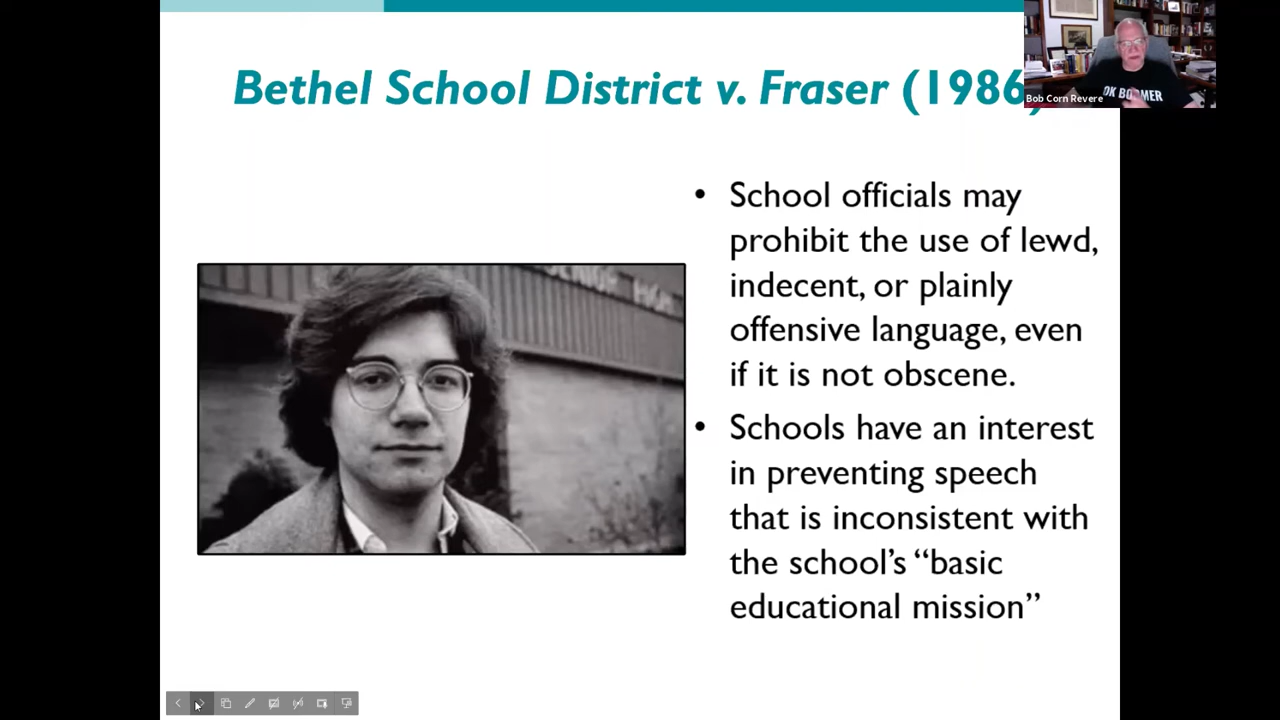 Bethel School District v. Fraser (1986)
Bob Corn Revere
OK BOOMER
• School officials may
prohibit the use of lewd,
indecent, or plainly
offensive language, even
if it is not obscene.
• Schools have an interest
in preventing speech
that is inconsistent with
the school’s “basic
educational mission”